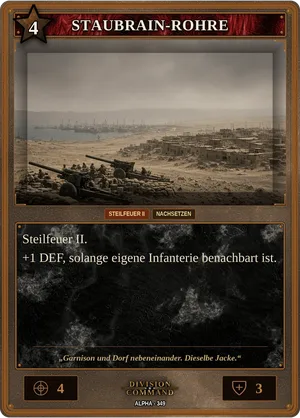 4
STAUBRAIN-ROHRE
STEILFEUER II
NACHSETZEN
Steilfeuer II.
+1 DEF, solange eigene Infanterie benachbart ist.
„Garnison und Dorf nebeneinander. Dieselbe Jacke.“
4
DIVISION
COMMAND
ALPHA · 349
3